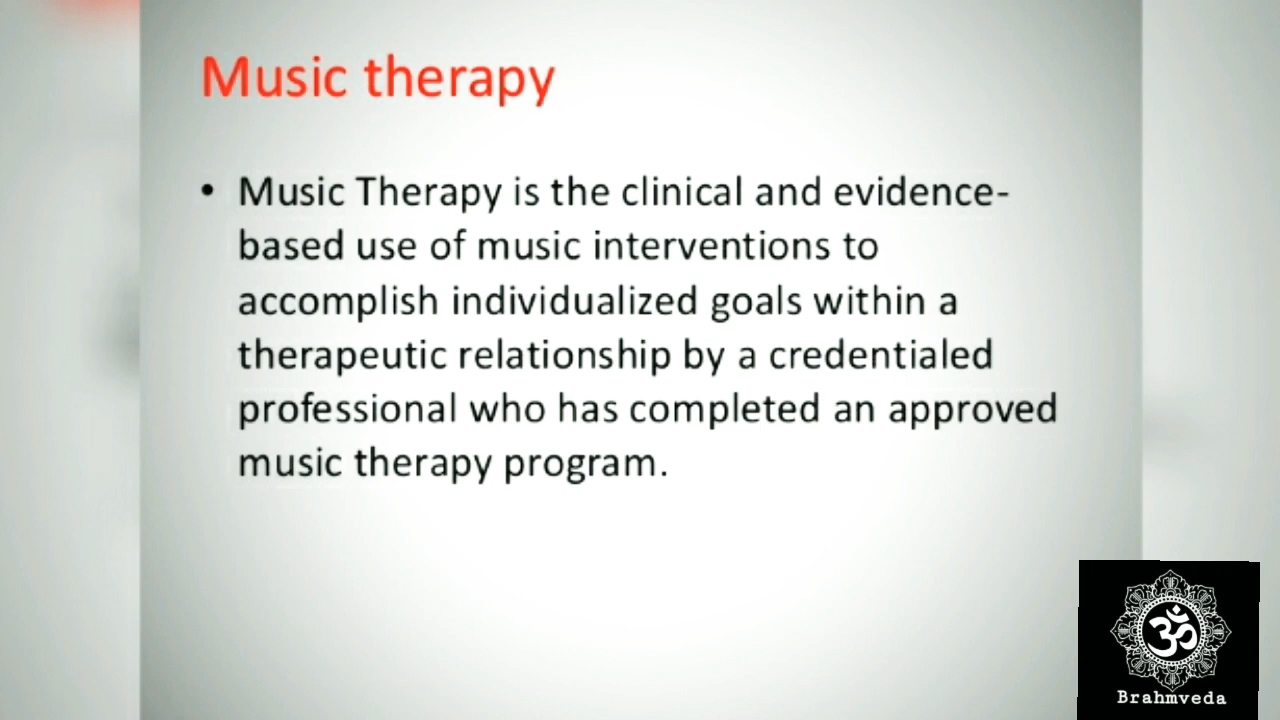 Music therapy
• Music Therapy is the clinical and evidence-
based use of music interventions to
accomplish individualized goals within a
therapeutic relationship by a credentialed
professional who has completed an approved
music therapy program.
ॐ
Brahmveda